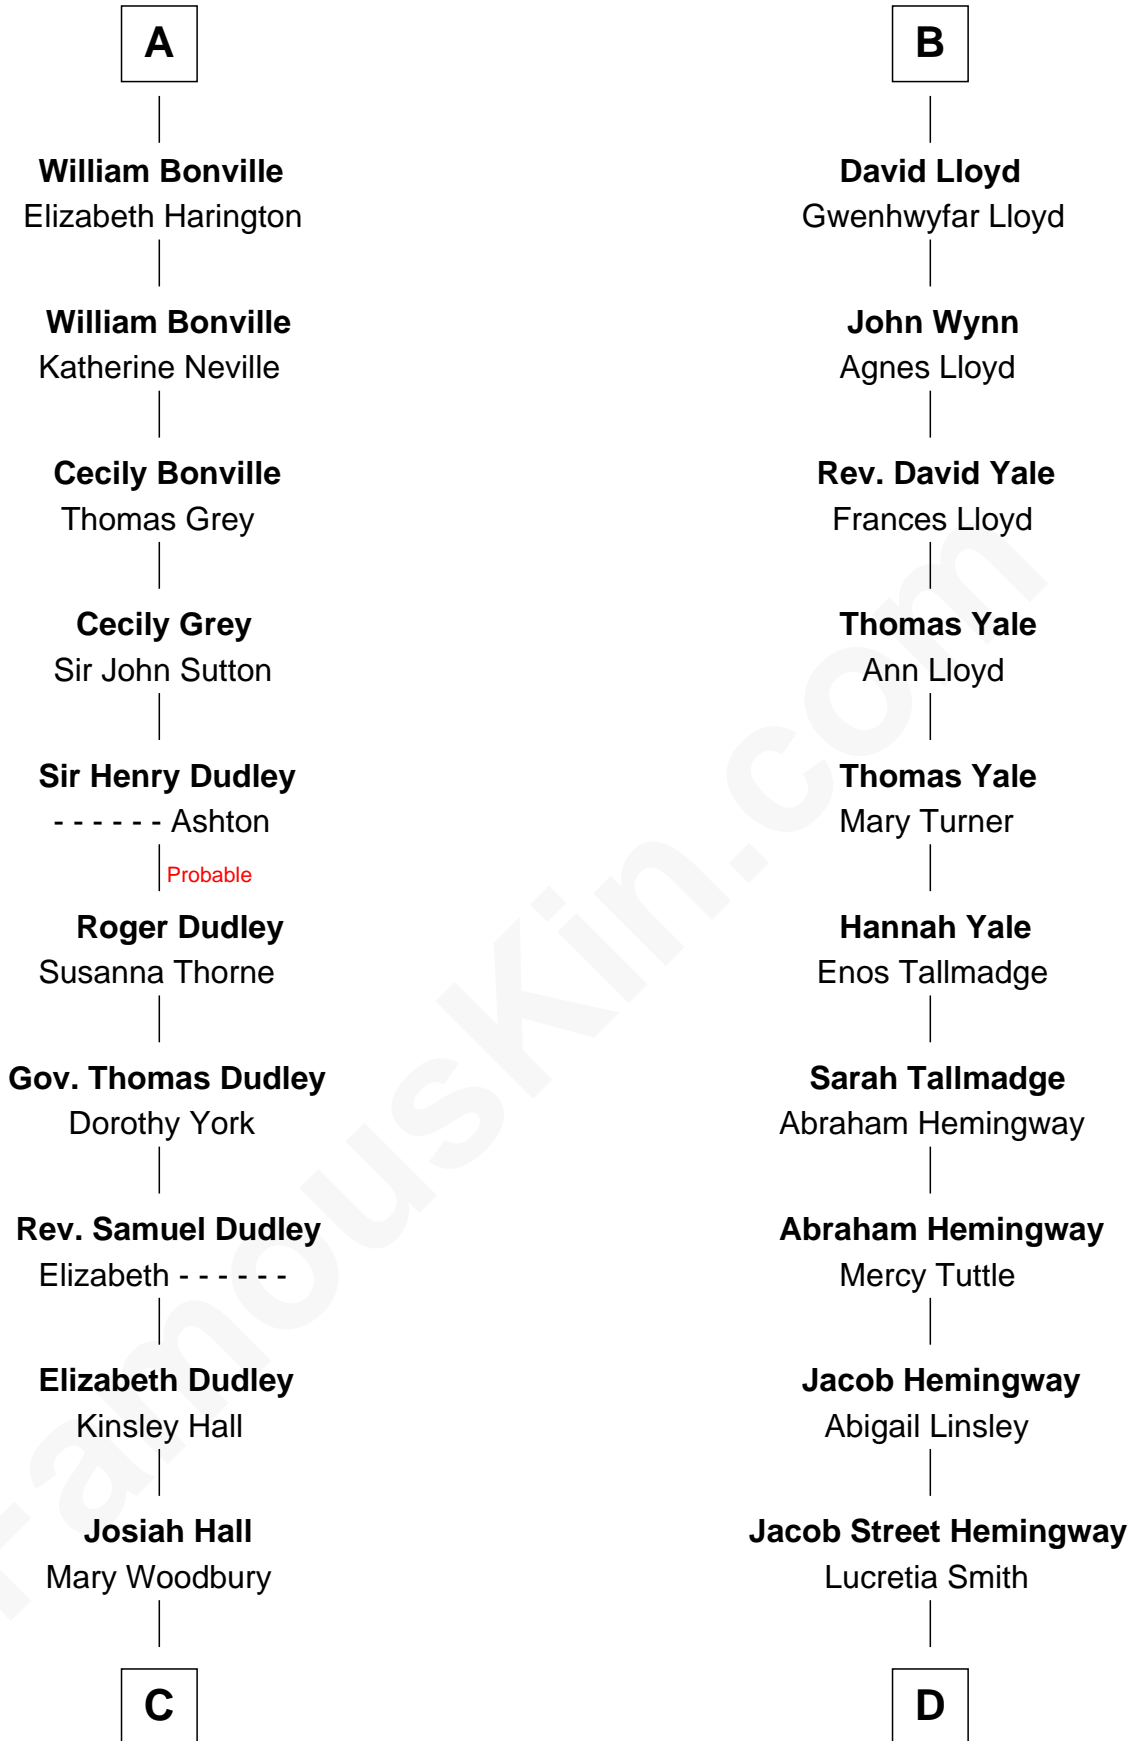 A
William Bonville
Elizabeth Harington
William Bonville
Katherine Neville
Cecily Bonville
Thomas Grey
Cecily Grey
Sir John Sutton
Sir Henry Dudley
- - - - - - Ashton
Probable
Roger Dudley
Susanna Thorne
Gov. Thomas Dudley
Dorothy York
Rev. Samuel Dudley
Elizabeth - - - - - -
Elizabeth Dudley
Kinsley Hall
Josiah Hall
Mary Woodbury
C
B
David Lloyd
Gwenhwyfar Lloyd
John Wynn
Agnes Lloyd
Rev. David Yale
Frances Lloyd
Thomas Yale
Ann Lloyd
Thomas Yale
Mary Turner
Hannah Yale
Enos Tallmadge
Sarah Tallmadge
Abraham Hemingway
Abraham Hemingway
Mercy Tuttle
Jacob Hemingway
Abigail Linsley
Jacob Street Hemingway
Lucretia Smith
D
FamousKin.com